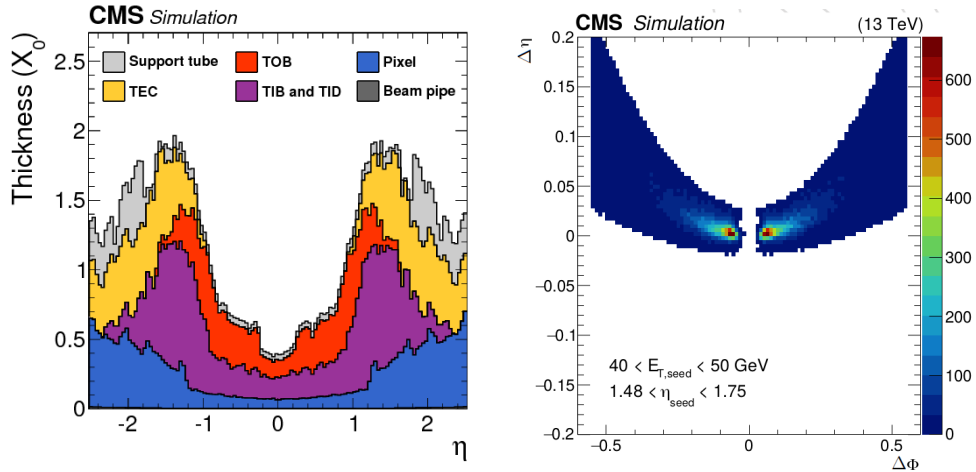 CMS Simulation
Thickness (X_0)
2.5
2
1.5
1
0.5
0
Support tube TOB Pixel
TEC TIB and TID Beam pipe
-2 -1 0 1 2
η
CMS Simulation (13 TeV)
Δη
0.2
0.15
0.1
0.05
0
−0.05
−0.1
−0.15
−0.2
40 < E_T,seed < 50 GeV
1.48 < η_seed < 1.75
−0.5 0 0.5
ΔΦ
600
500
400
300
200
100
0